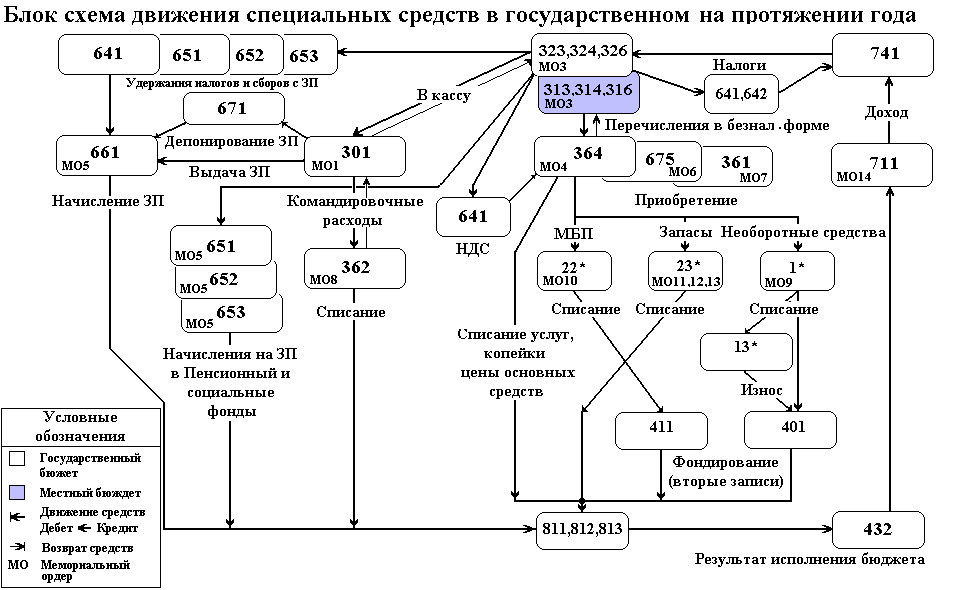 Блок схема движения специальных средств в государственном на протяжении года
641
651
652
653
Удержания налогов и сборов с ЗП
323,324,326
МО3
313,314,316
МО3
741
Налоги
641,642
В кассу
Перечисления в безнал.форме
Доход
671
Депонирование ЗП
661
МО5
Выдача ЗП
301
МО1
364
МО4
675
МО6
361
МО7
711
МО14
Начисление ЗП
Командировочные
расходы
641
НДС
Приобретение
МБП
Запасы
Необоротные средства
651
МО5
652
МО5
653
МО5
362
МО8
Списание
22*
МО10
23*
МО11,12,13
1*
МО9
Списание
Списание
Списание
Списание услуг,
копейки
цены основных
средств
13*
Износ
Начисления на ЗП
в Пенсионный и
социальные
фонды
411
401
Фондирование
(вторые записи)
811,812,813
432
Результат исполнения бюджета
Условные
обозначения
Государственный
бюжет
Местный бюждет
Движение средств
Дебет
Кредит
Возврат средств
МО
Мемориальный
ордер